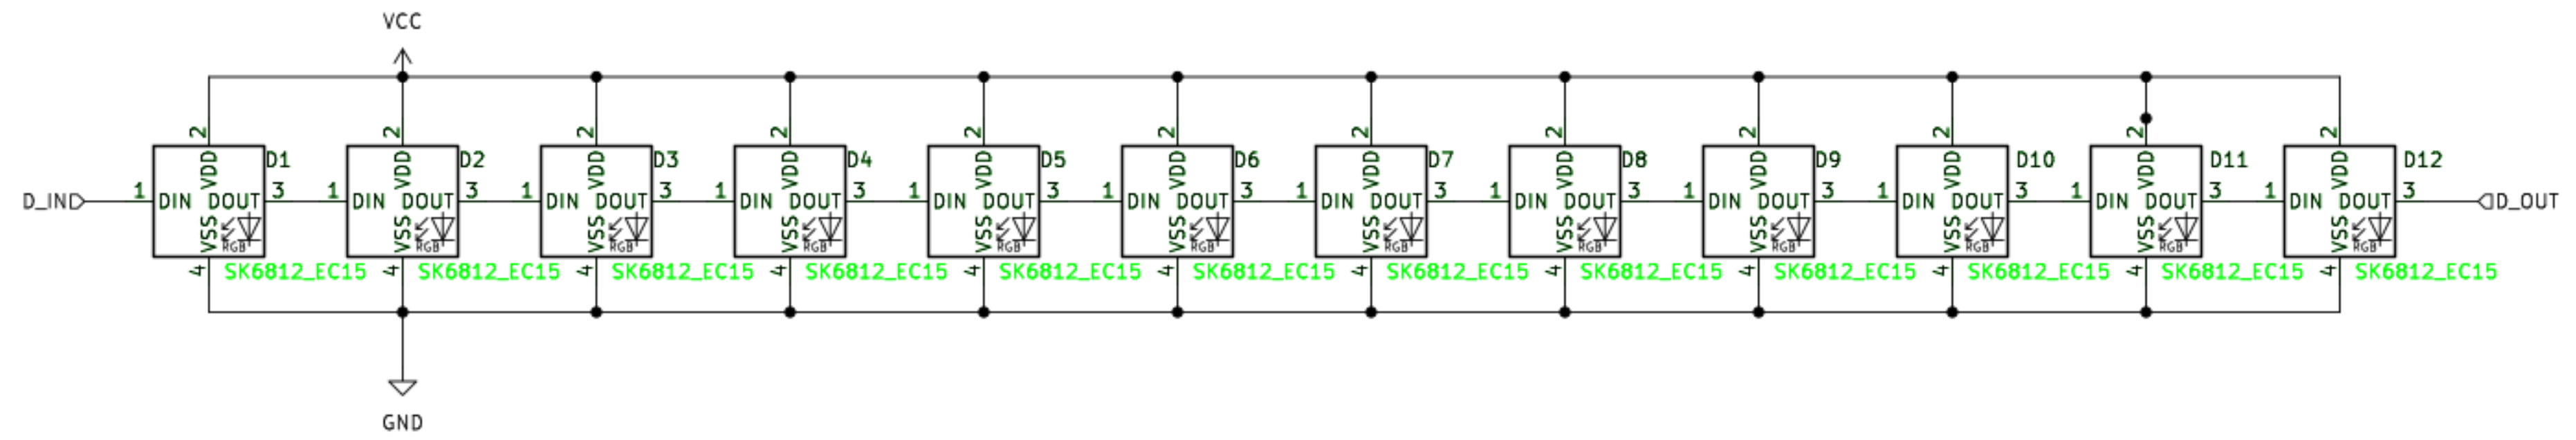 VCC
2 2 2 2 2 2 2 2 2 2 2 2
D1 D2 D3 D4 D5 D6 D7 D8 D9 D10 D11 D12
VDD VDD VDD VDD VDD VDD VDD VDD VDD VDD VDD VDD
1 3 1 3 1 3 1 3 1 3 1 3 1 3 1 3 1 3 1 3 1 3 1 3
D_IN DIN DOUT DIN DOUT DIN DOUT DIN DOUT DIN DOUT DIN DOUT DIN DOUT DIN DOUT DIN DOUT DIN DOUT DIN DOUT DIN DOUT D_OUT
VSS VSS VSS VSS VSS VSS VSS VSS VSS VSS VSS VSS
RGB RGB RGB RGB RGB RGB RGB RGB RGB RGB RGB RGB
4 SK6812_EC15 4 SK6812_EC15 4 SK6812_EC15 4 SK6812_EC15 4 SK6812_EC15 4 SK6812_EC15 4 SK6812_EC15 4 SK6812_EC15 4 SK6812_EC15 4 SK6812_EC15 4 SK6812_EC15 4 SK6812_EC15
GND